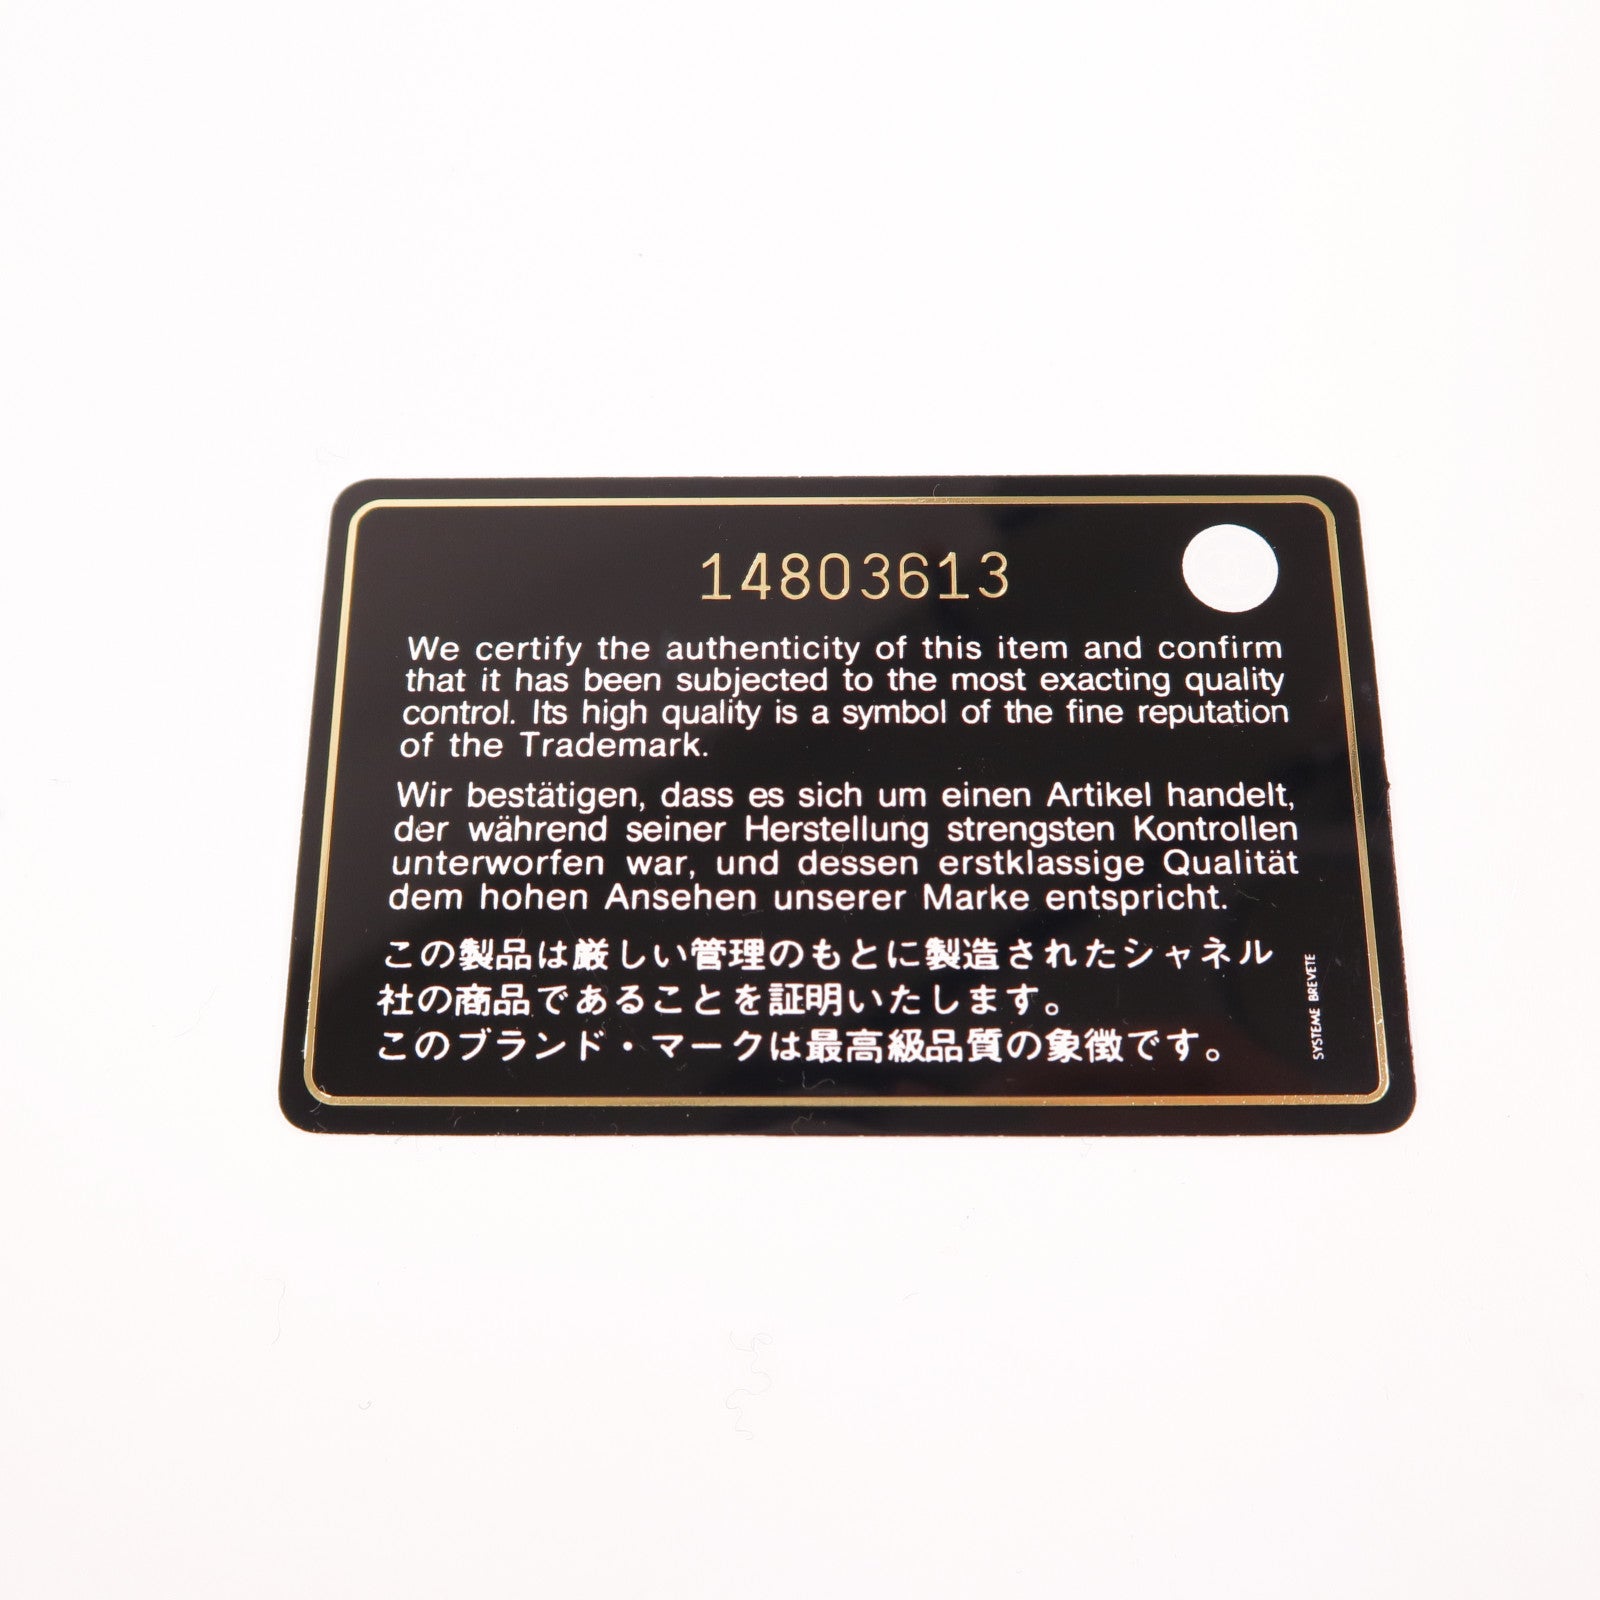 14803613
We certify the authenticity of this item and confirm
that it has been subjected to the most exacting quality
control. Its high quality is a symbol of the fine reputation
of the Trademark.
Wir bestätigen, dass es sich um einen Artikel handelt,
der während seiner Herstellung strengsten Kontrollen
unterworfen war, und dessen erstklassige Qualität
dem hohen Ansehen unserer Marke entspricht.
この製品は厳しい管理のもとに製造されたシャネル
社の商品であることを証明いたします。
このブランド・マークは最高級品質の象徴です。
SYSTEME BREVETE